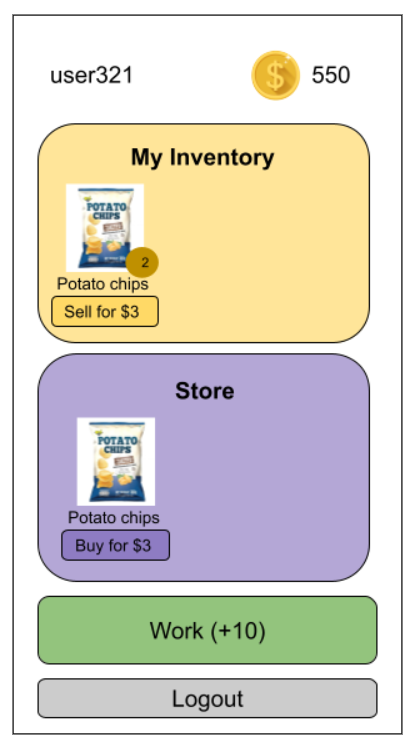 user321
$ 550
My Inventory
POTATO
CHIPS
2
Potato chips
Sell for $3
Store
POTATO
CHIPS
Potato chips
Buy for $3
Work (+10)
Logout